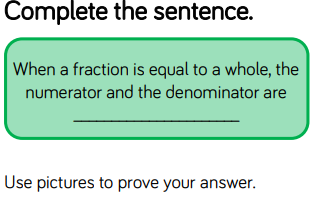 Complete the sentence.
When a fraction is equal to a whole, the
numerator and the denominator are
____________________
Use pictures to prove your answer.